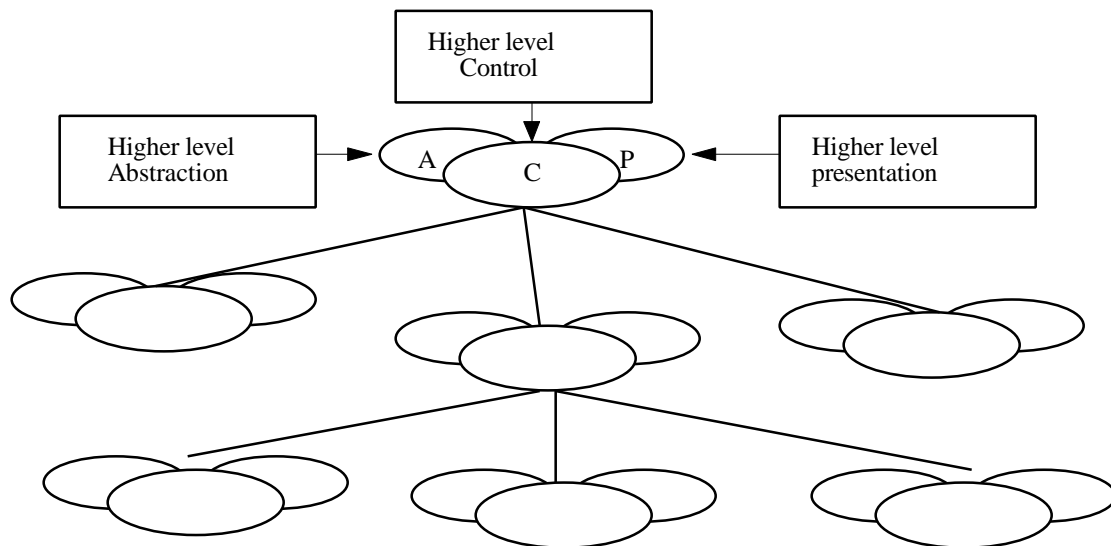 Higher level
Control
Higher level
Abstraction
A
C
P
Higher level
presentation